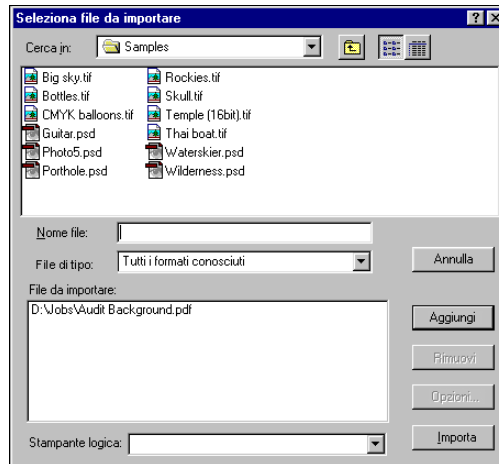 Seleziona file da importare
Cerca in: Samples
Big sky.tif Rockies.tif
Bottles.tif Skull.tif
CMYK balloons.tif Temple (16bit).tif
Guitar.psd Thai boat.tif
Photo5.psd Waterskier.psd
Porthole.psd Wilderness.psd
Nome file:
File di tipo: Tutti i formati conosciuti Annulla
File da importare:
D:\Jobs\Audit Background.pdf
Aggiungi
Rimuovi
Opzioni...
Stampante logica: Importa